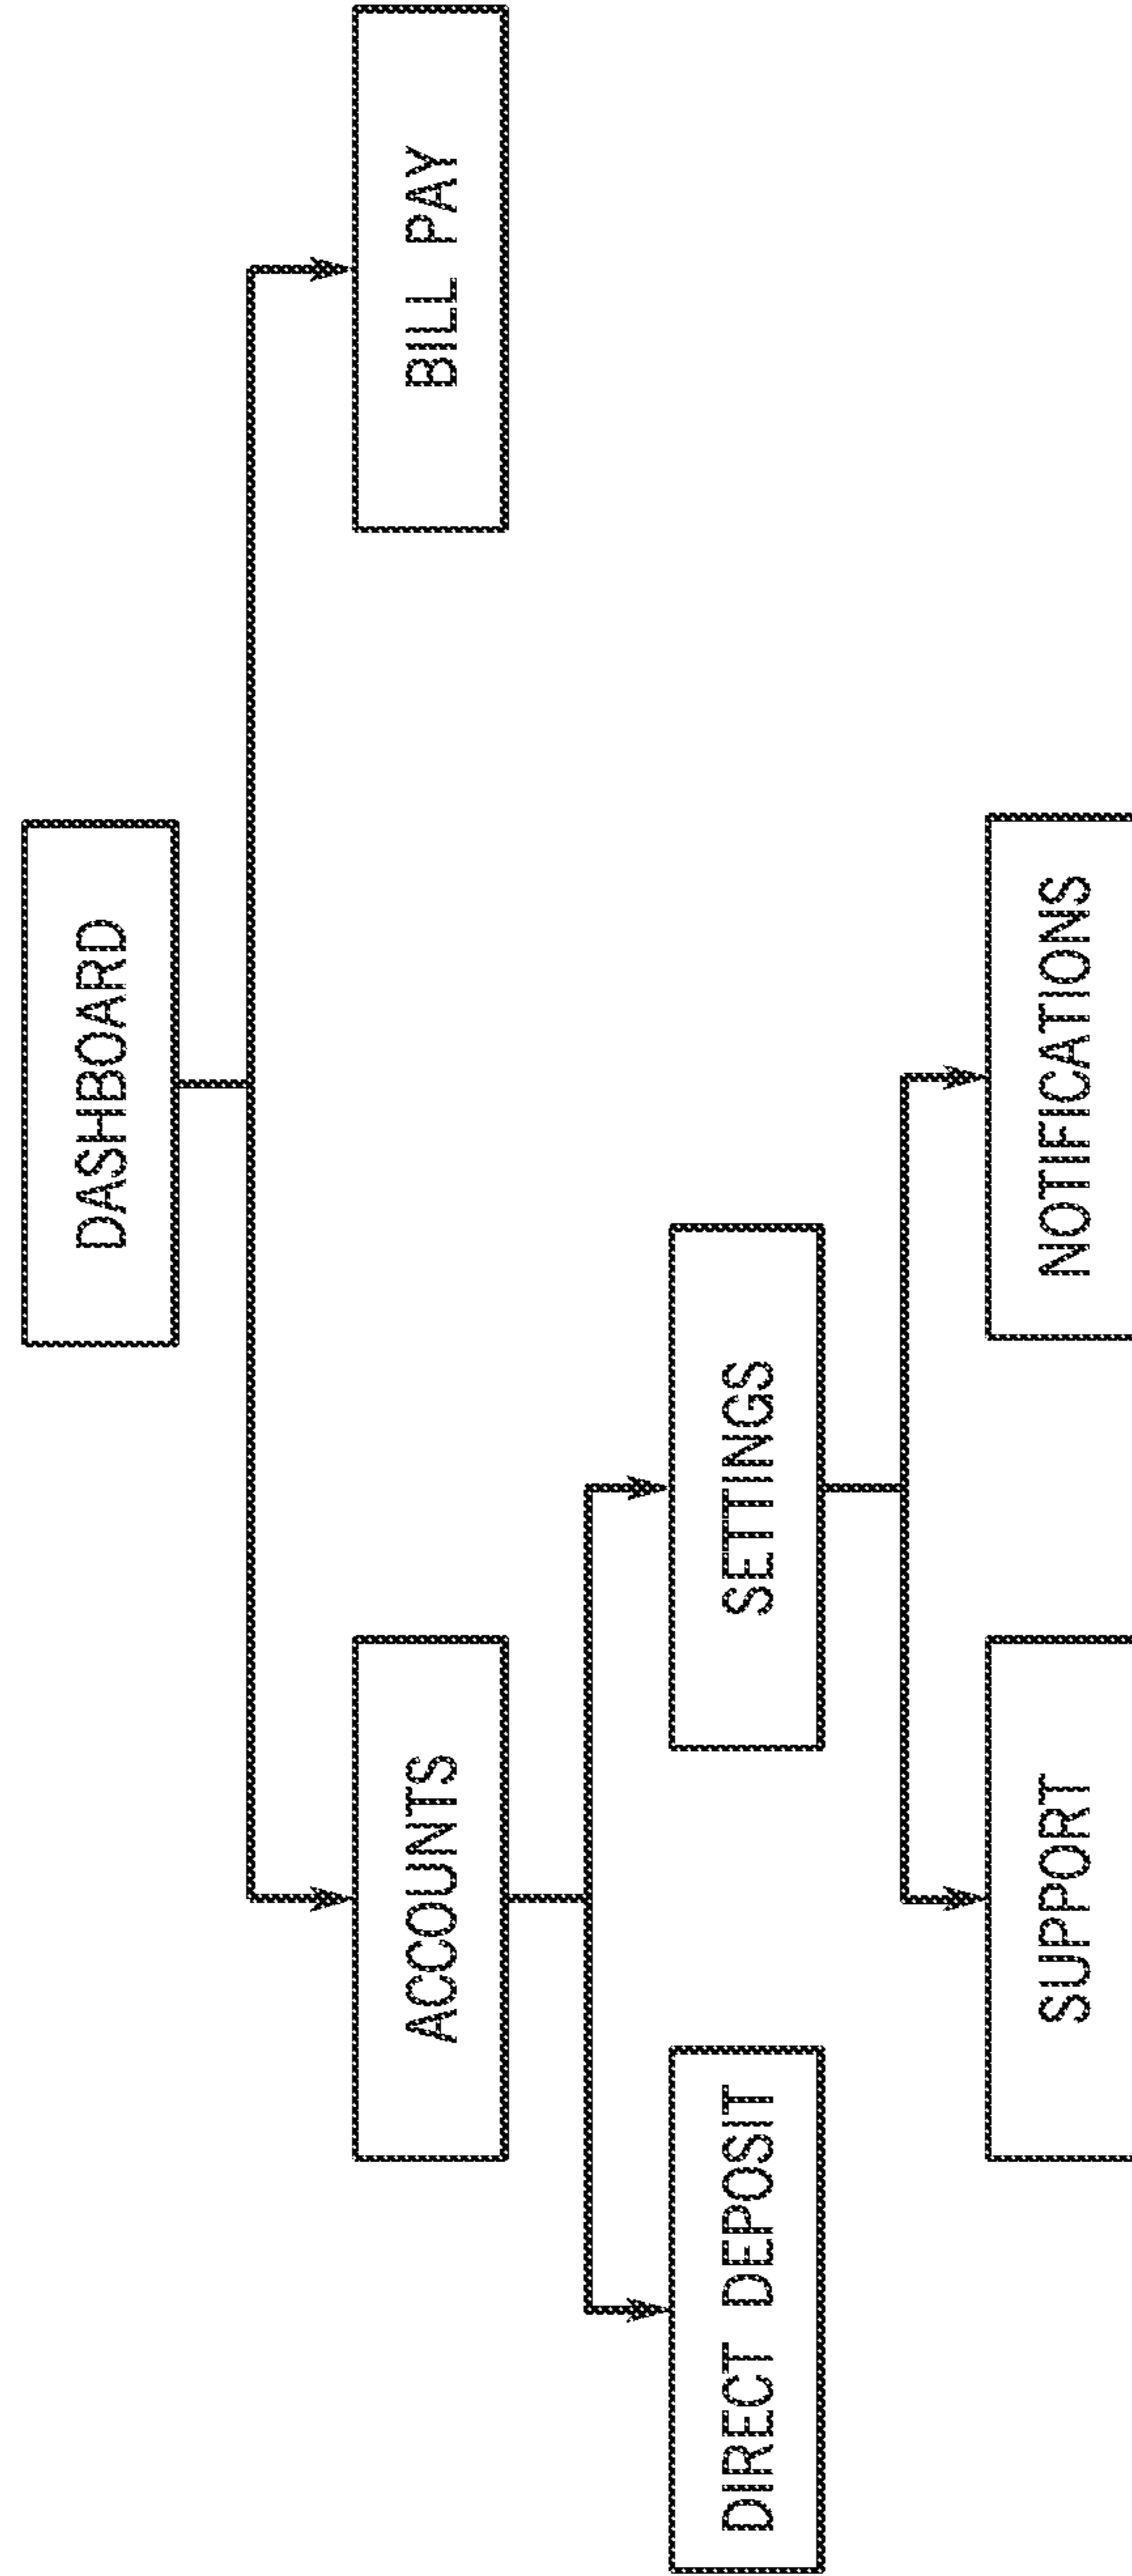 DASHBOARD
ACCOUNTS
BILL PAY
DIRECT DEPOSIT
SETTINGS
SUPPORT
NOTIFICATIONS